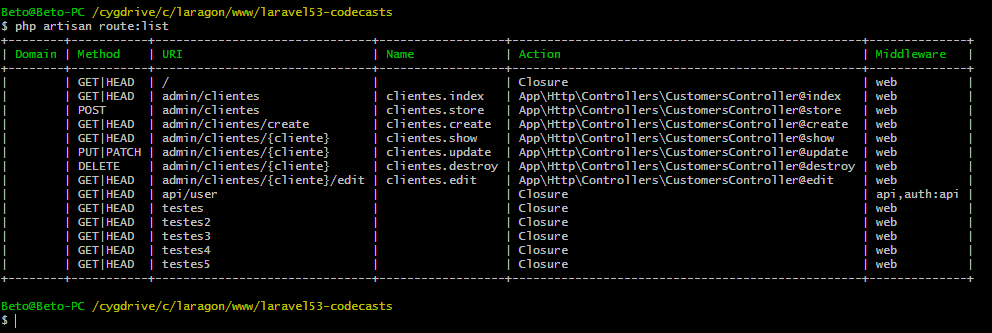 Beto@Beto-PC /cygdrive/c/laragon/www/laravel53-codecasts
$ php artisan route:list
+--------+-----------+-------------------------------+------------------+--------------------------------------------------+--------------+
| Domain | Method | URI | Name | Action | Middleware |
+--------+-----------+-------------------------------+------------------+--------------------------------------------------+--------------+
| | GET|HEAD | / | | Closure | web |
| | GET|HEAD | admin/clientes | clientes.index | App\Http\Controllers\CustomersController@index | web |
| | POST | admin/clientes | clientes.store | App\Http\Controllers\CustomersController@store | web |
| | GET|HEAD | admin/clientes/create | clientes.create | App\Http\Controllers\CustomersController@create | web |
| | GET|HEAD | admin/clientes/{cliente} | clientes.show | App\Http\Controllers\CustomersController@show | web |
| | PUT|PATCH | admin/clientes/{cliente} | clientes.update | App\Http\Controllers\CustomersController@update | web |
| | DELETE | admin/clientes/{cliente} | clientes.destroy | App\Http\Controllers\CustomersController@destroy | web |
| | GET|HEAD | admin/clientes/{cliente}/edit | clientes.edit | App\Http\Controllers\CustomersController@edit | web |
| | GET|HEAD | api/user | | Closure | api,auth:api |
| | GET|HEAD | testes | | Closure | web |
| | GET|HEAD | testes2 | | Closure | web |
| | GET|HEAD | testes3 | | Closure | web |
| | GET|HEAD | testes4 | | Closure | web |
| | GET|HEAD | testes5 | | Closure | web |
+--------+-----------+-------------------------------+------------------+--------------------------------------------------+--------------+
Beto@Beto-PC /cygdrive/c/laragon/www/laravel53-codecasts
$